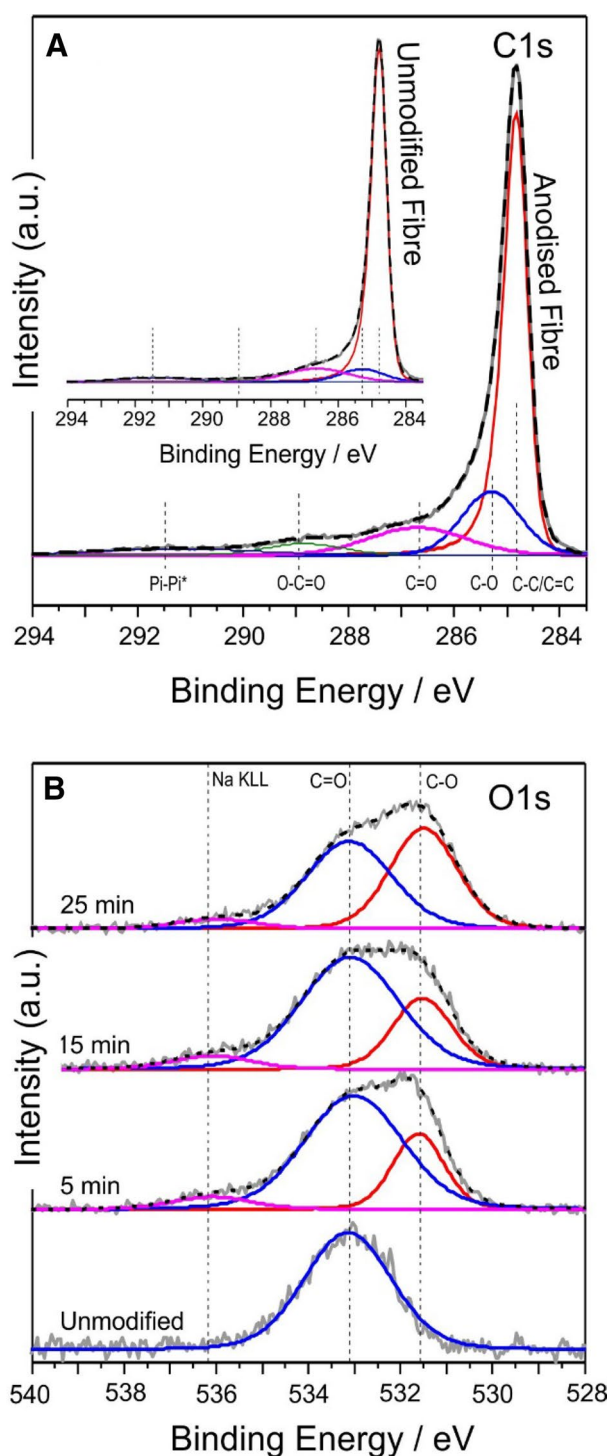 A
C1s
Unmodified Fibre
Anodised Fibre
Intensity (a.u.)
294 292 290 288 286 284
Binding Energy / eV
Pi-Pi* O-C=O C=O C-O C-C/C=C
294 292 290 288 286 284
Binding Energy / eV
B
Na KLL C=O C-O
O1s
25 min
15 min
5 min
Unmodified
Intensity (a.u.)
540 538 536 534 532 530 528
Binding Energy / eV